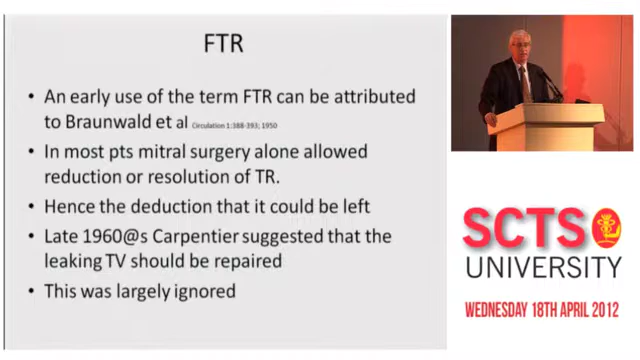 FTR
• An early use of the term FTR can be attributed
to Braunwald et al Circulation 1:388-393; 1950
• In most pts mitral surgery alone allowed
reduction or resolution of TR.
• Hence the deduction that it could be left
• Late 1960@s Carpentier suggested that the
leaking TV should be repaired
• This was largely ignored
SCTS
UNIVERSITY
WEDNESDAY 18TH APRIL 2012